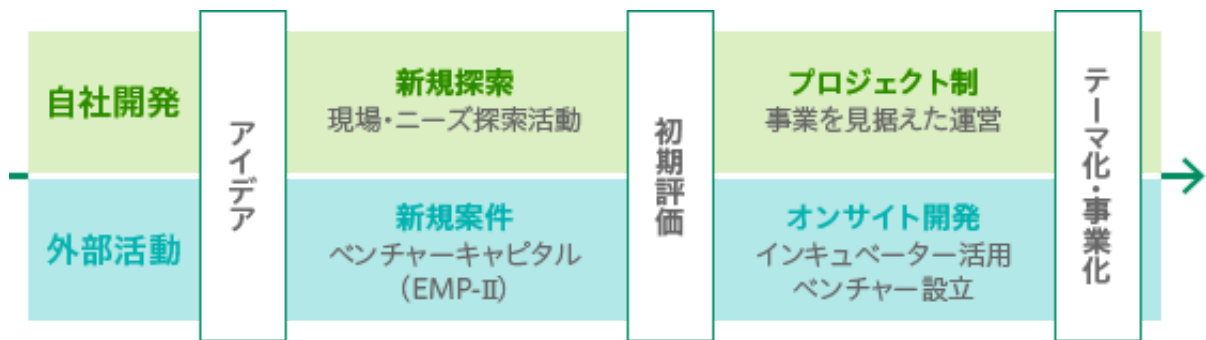 自社開発
アイデア
新規探索
現場・ニーズ探索活動
初期評価
プロジェクト制
事業を見据えた運営
テーマ化・事業化
外部活動
新規案件
ベンチャーキャピタル
(EMP-Ⅱ)
オンサイト開発
インキュベーター活用
ベンチャー設立